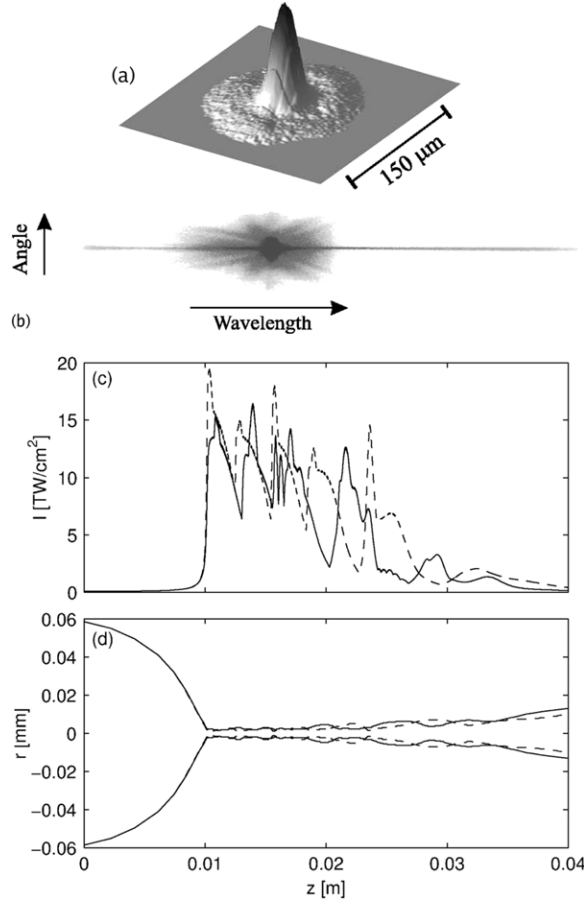 (a)
150 μm
Angle
Wavelength
(b)
(c)
20
15
10
5
0
I [TW/cm²]
(d)
0.06
0.04
0.02
0
−0.02
−0.04
−0.06
r [mm]
0 0.01 0.02 0.03 0.04
z [m]